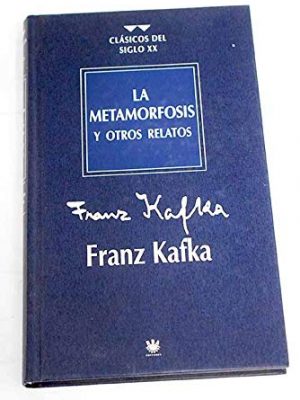 CLÁSICOS DEL
SIGLO XX
LA
METAMORFOSIS
Y OTROS RELATOS
Franz Kafka
Franz Kafka